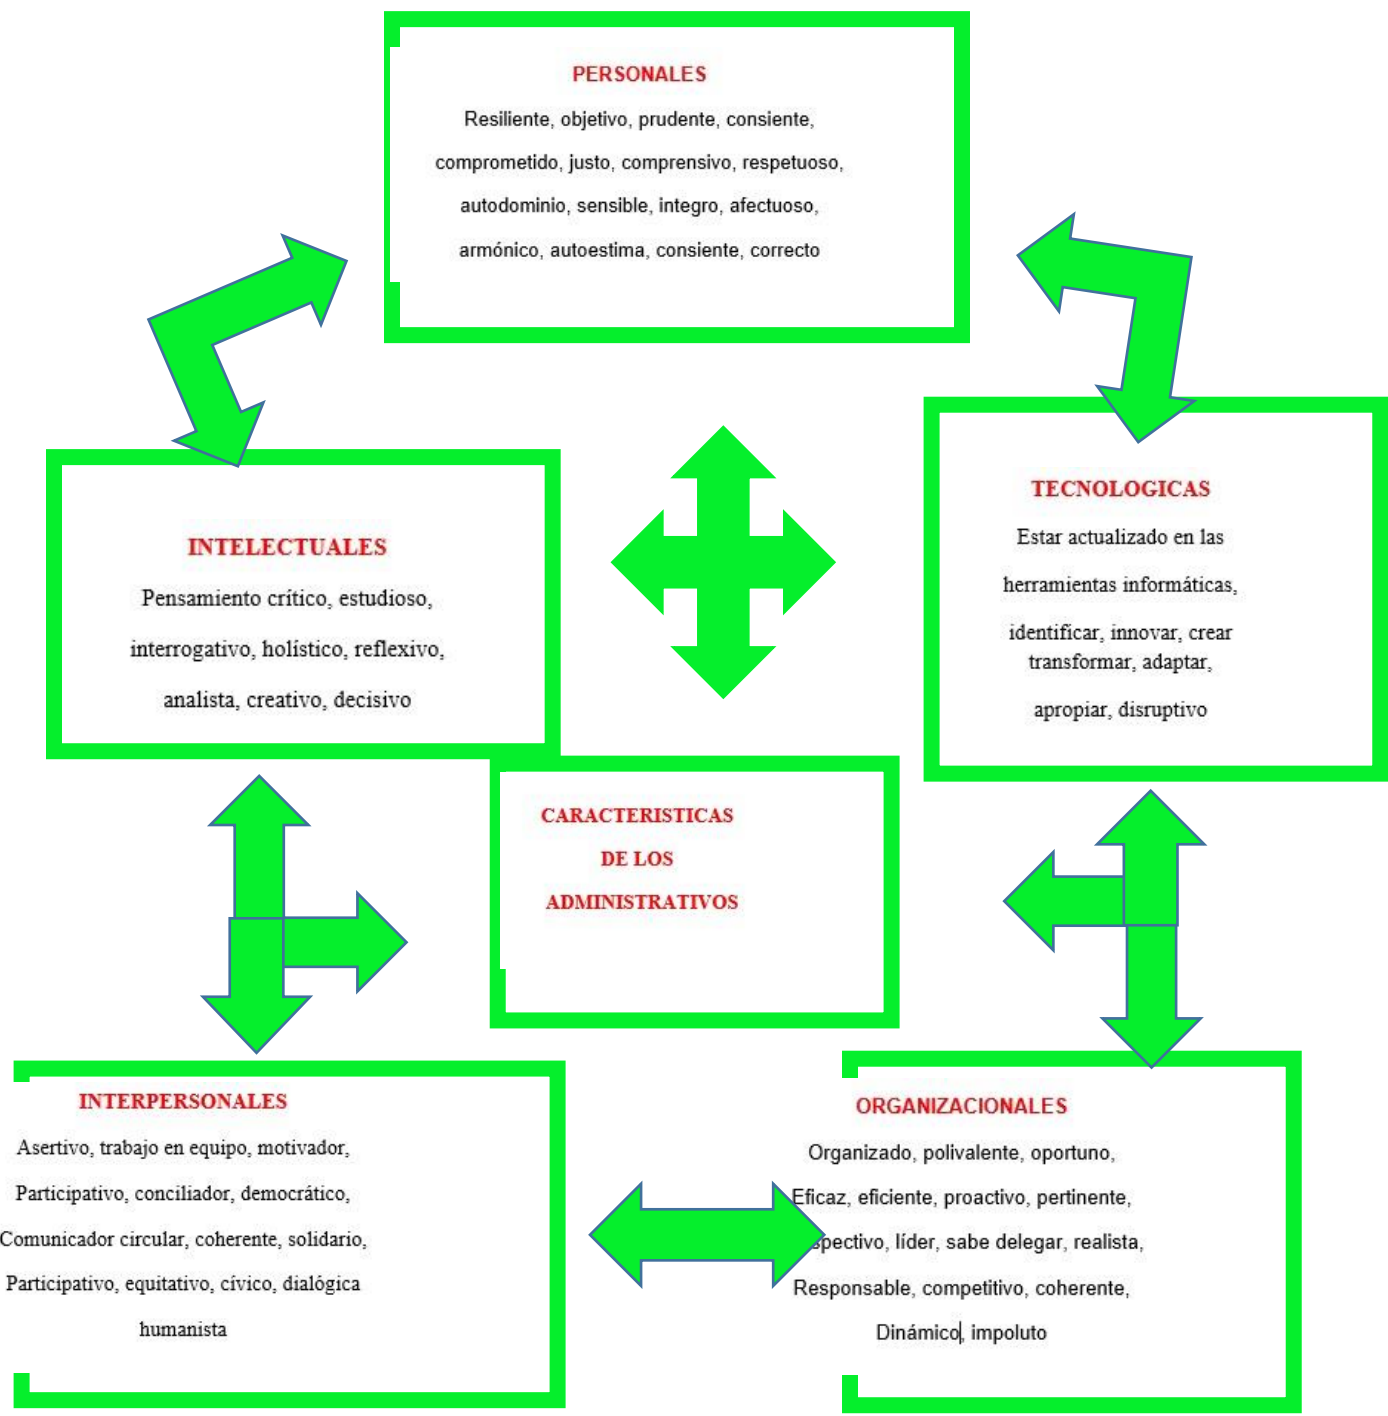 PERSONALES
Resiliente, objetivo, prudente, consiente,
comprometido, justo, comprensivo, respetuoso,
autodominio, sensible, integro, afectuoso,
armónico, autoestima, consiente, correcto
INTELECTUALES
Pensamiento crítico, estudioso,
interrogativo, holístico, reflexivo,
analista, creativo, decisivo
TECNOLOGICAS
Estar actualizado en las
herramientas informáticas,
identificar, innovar, crear
transformar, adaptar,
apropiar, disruptivo
CARACTERISTICAS
DE LOS
ADMINISTRATIVOS
INTERPERSONALES
Asertivo, trabajo en equipo, motivador,
Participativo, conciliador, democrático,
Comunicador circular, coherente, solidario,
Participativo, equitativo, cívico, dialógica
humanista
ORGANIZACIONALES
Organizado, polivalente, oportuno,
Eficaz, eficiente, proactivo, pertinente,
líder, sabe delegar, realista,
Responsable, competitivo, coherente,
Dinámico, impoluto